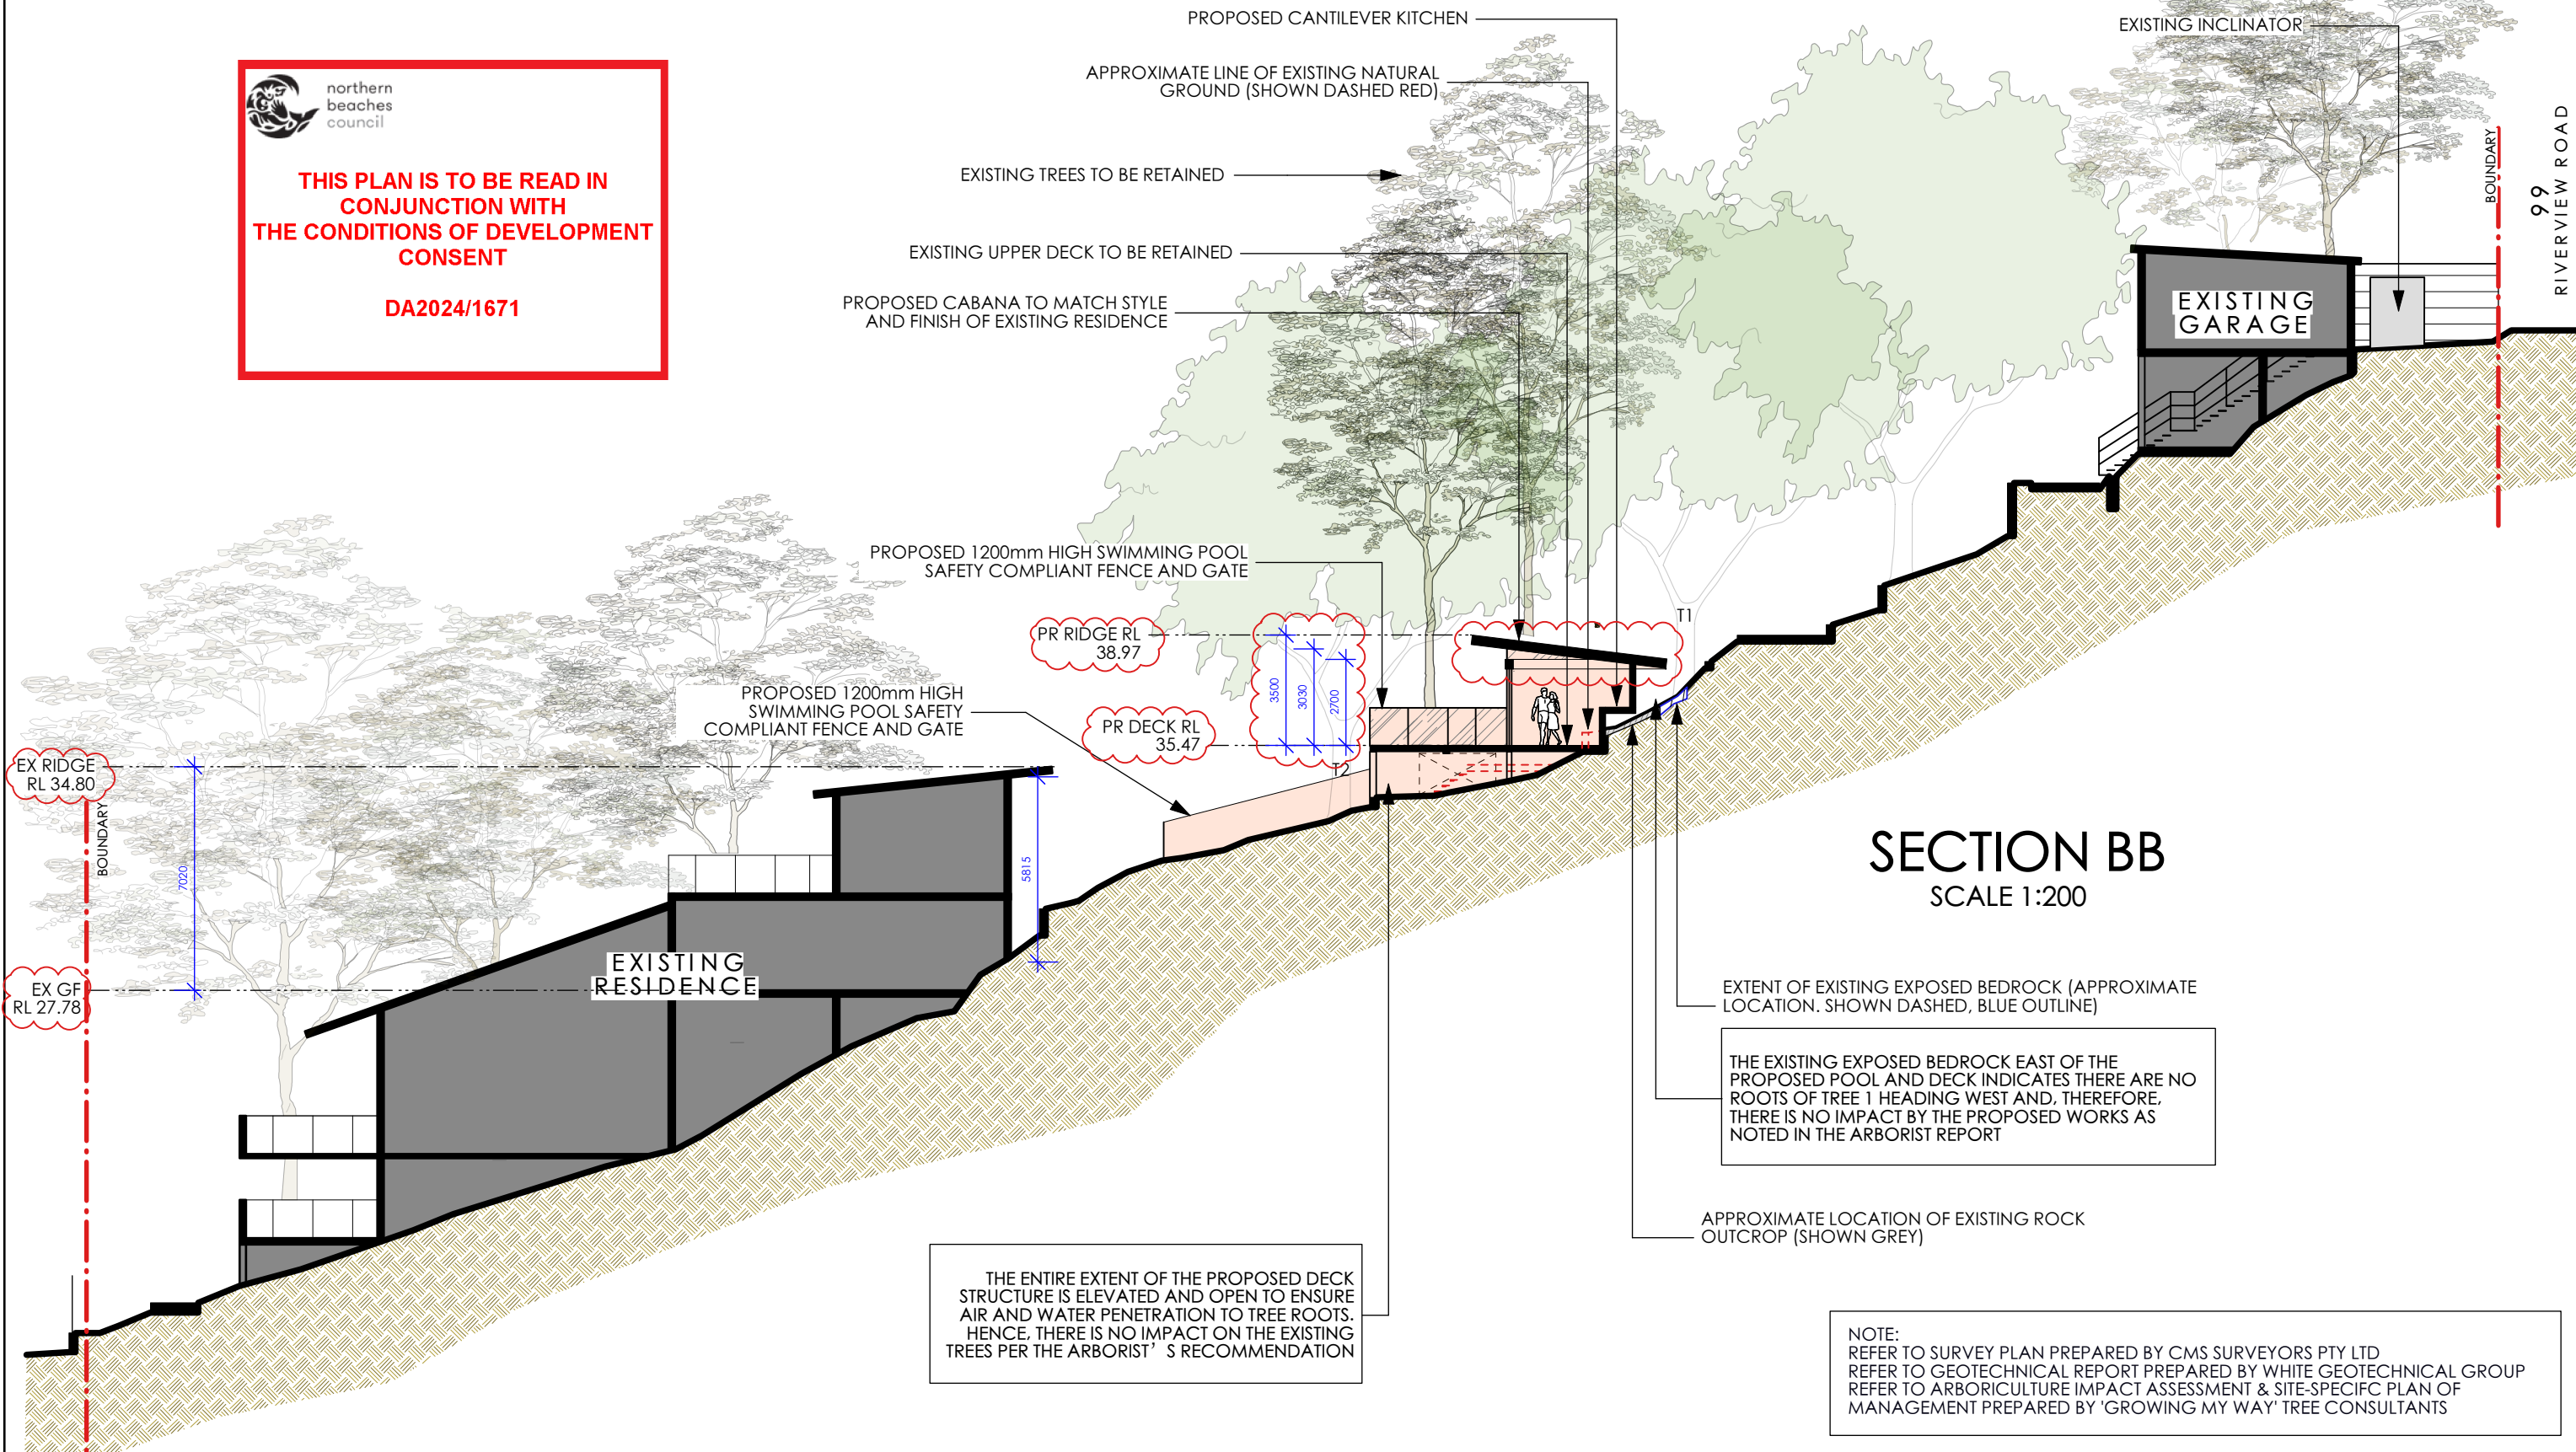 northern
beaches
council
THIS PLAN IS TO BE READ IN
CONJUNCTION WITH
THE CONDITIONS OF DEVELOPMENT
CONSENT
DA2024/1671
PROPOSED CANTILEVER KITCHEN
APPROXIMATE LINE OF EXISTING NATURAL
GROUND (SHOWN DASHED RED)
EXISTING TREES TO BE RETAINED
EXISTING UPPER DECK TO BE RETAINED
PROPOSED CABANA TO MATCH STYLE
AND FINISH OF EXISTING RESIDENCE
EXISTING INCLINATOR
BOUNDARY
99
RIVERVIEW ROAD
EXISTING
GARAGE
PROPOSED 1200mm HIGH SWIMMING POOL
SAFETY COMPLIANT FENCE AND GATE
PR RIDGE RL
38.97
3500
3030
2700
T1
PROPOSED 1200mm HIGH
SWIMMING POOL SAFETY
COMPLIANT FENCE AND GATE
PR DECK RL
35.47
T2
EX RIDGE
RL 34.80
BOUNDARY
7020
5815
EX GF
RL 27.78
EXISTING
RESIDENCE
SECTION BB
SCALE 1:200
EXTENT OF EXISTING EXPOSED BEDROCK (APPROXIMATE
LOCATION. SHOWN DASHED, BLUE OUTLINE)
THE EXISTING EXPOSED BEDROCK EAST OF THE
PROPOSED POOL AND DECK INDICATES THERE ARE NO
ROOTS OF TREE 1 HEADING WEST AND, THEREFORE,
THERE IS NO IMPACT BY THE PROPOSED WORKS AS
NOTED IN THE ARBORIST REPORT
APPROXIMATE LOCATION OF EXISTING ROCK
OUTCROP (SHOWN GREY)
THE ENTIRE EXTENT OF THE PROPOSED DECK
STRUCTURE IS ELEVATED AND OPEN TO ENSURE
AIR AND WATER PENETRATION TO TREE ROOTS.
HENCE, THERE IS NO IMPACT ON THE EXISTING
TREES PER THE ARBORIST’S RECOMMENDATION
NOTE:
REFER TO SURVEY PLAN PREPARED BY CMS SURVEYORS PTY LTD
REFER TO GEOTECHNICAL REPORT PREPARED BY WHITE GEOTECHNICAL GROUP
REFER TO ARBORICULTURE IMPACT ASSESSMENT & SITE-SPECIFC PLAN OF
MANAGEMENT PREPARED BY 'GROWING MY WAY' TREE CONSULTANTS